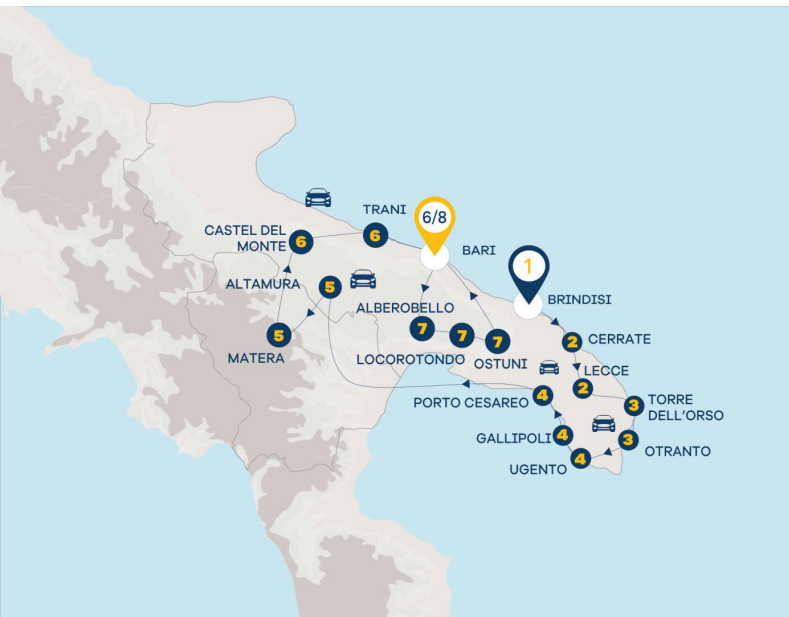 TRANI
6/8
CASTEL DEL
MONTE
6
6
BARI
1
ALTAMURA
5
BRINDISI
ALBEROBELLO
5
7
7
7
2
CERRATE
MATERA
LOCOROTONDO
OSTUNI
LECCE
2
PORTO CESAREO
4
3
TORRE
DELL'ORSO
GALLIPOLI
4
3
OTRANTO
UGENTO
4